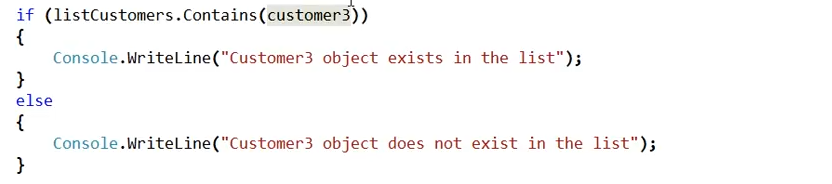 if (listCustomers.Contains(customer3))
{
    Console.WriteLine("Customer3 object exists in the list");
}
else
{
    Console.WriteLine("Customer3 object does not exist in the list");
}